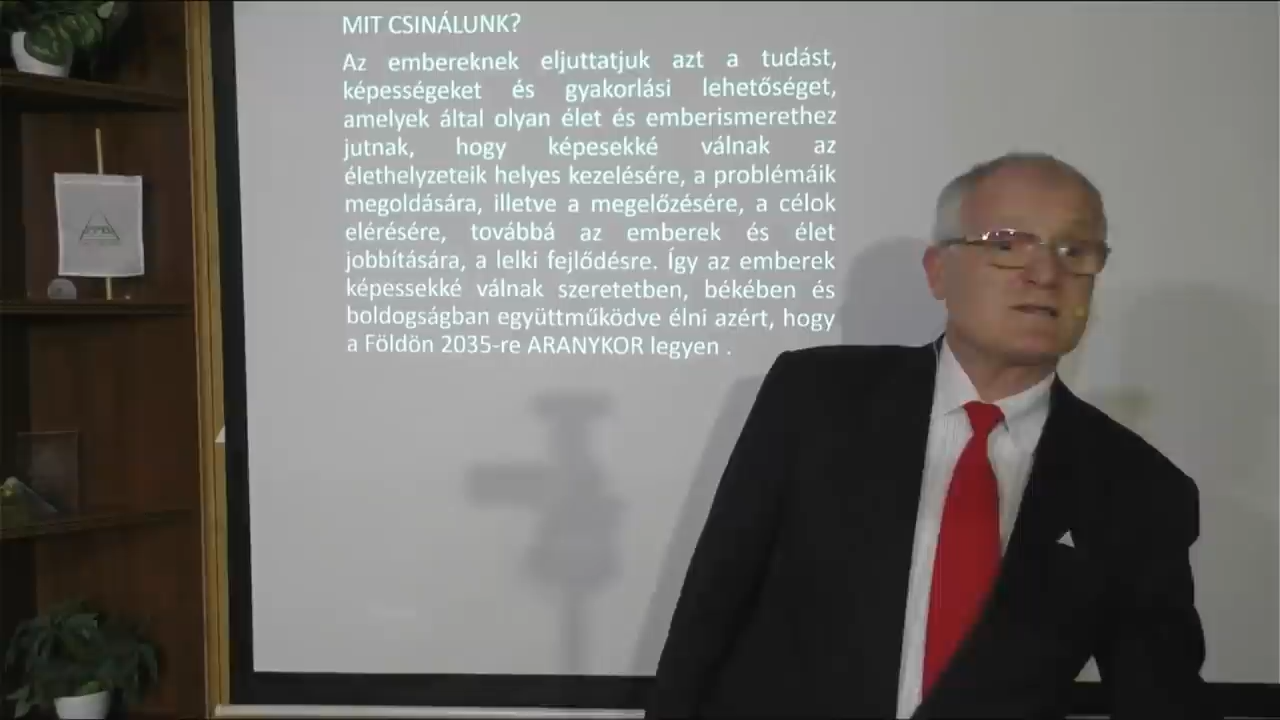 MIT CSINÁLUNK?
Az embereknek eljuttatjuk azt a tudást,
képességeket és gyakorlási lehetőséget,
amelyek által olyan élet és emberismerethez
jutnak, hogy képesekké válnak az
élethelyzeteik helyes kezelésére, a problémáik
megoldására, illetve a megelőzésére, a célok
elérésére, továbbá az emberek és élet
jobbítására, a lelki fejlődésre. Így az emberek
képessekké válnak szeretetben, békében és
boldogságban együttműködve élni azért, hogy
a Földön 2035-re ARANYKOR legyen .